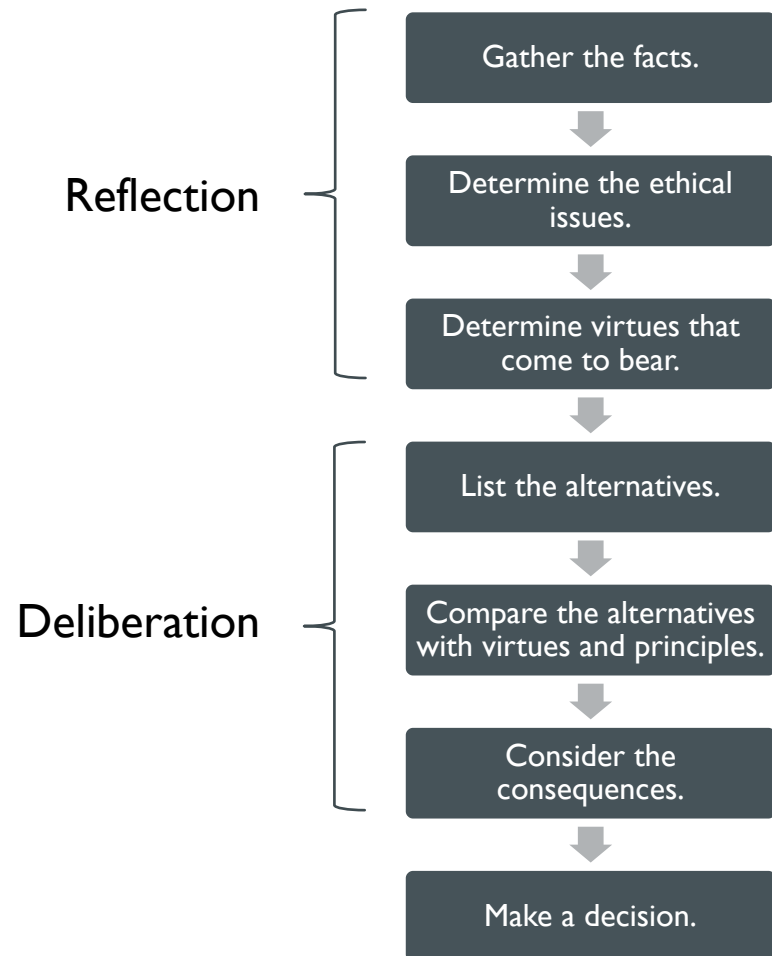 Gather the facts.
Reflection
Determine the ethical
issues.
Determine virtues that
come to bear.
List the alternatives.
Deliberation
Compare the alternatives
with virtues and principles.
Consider the
consequences.
Make a decision.